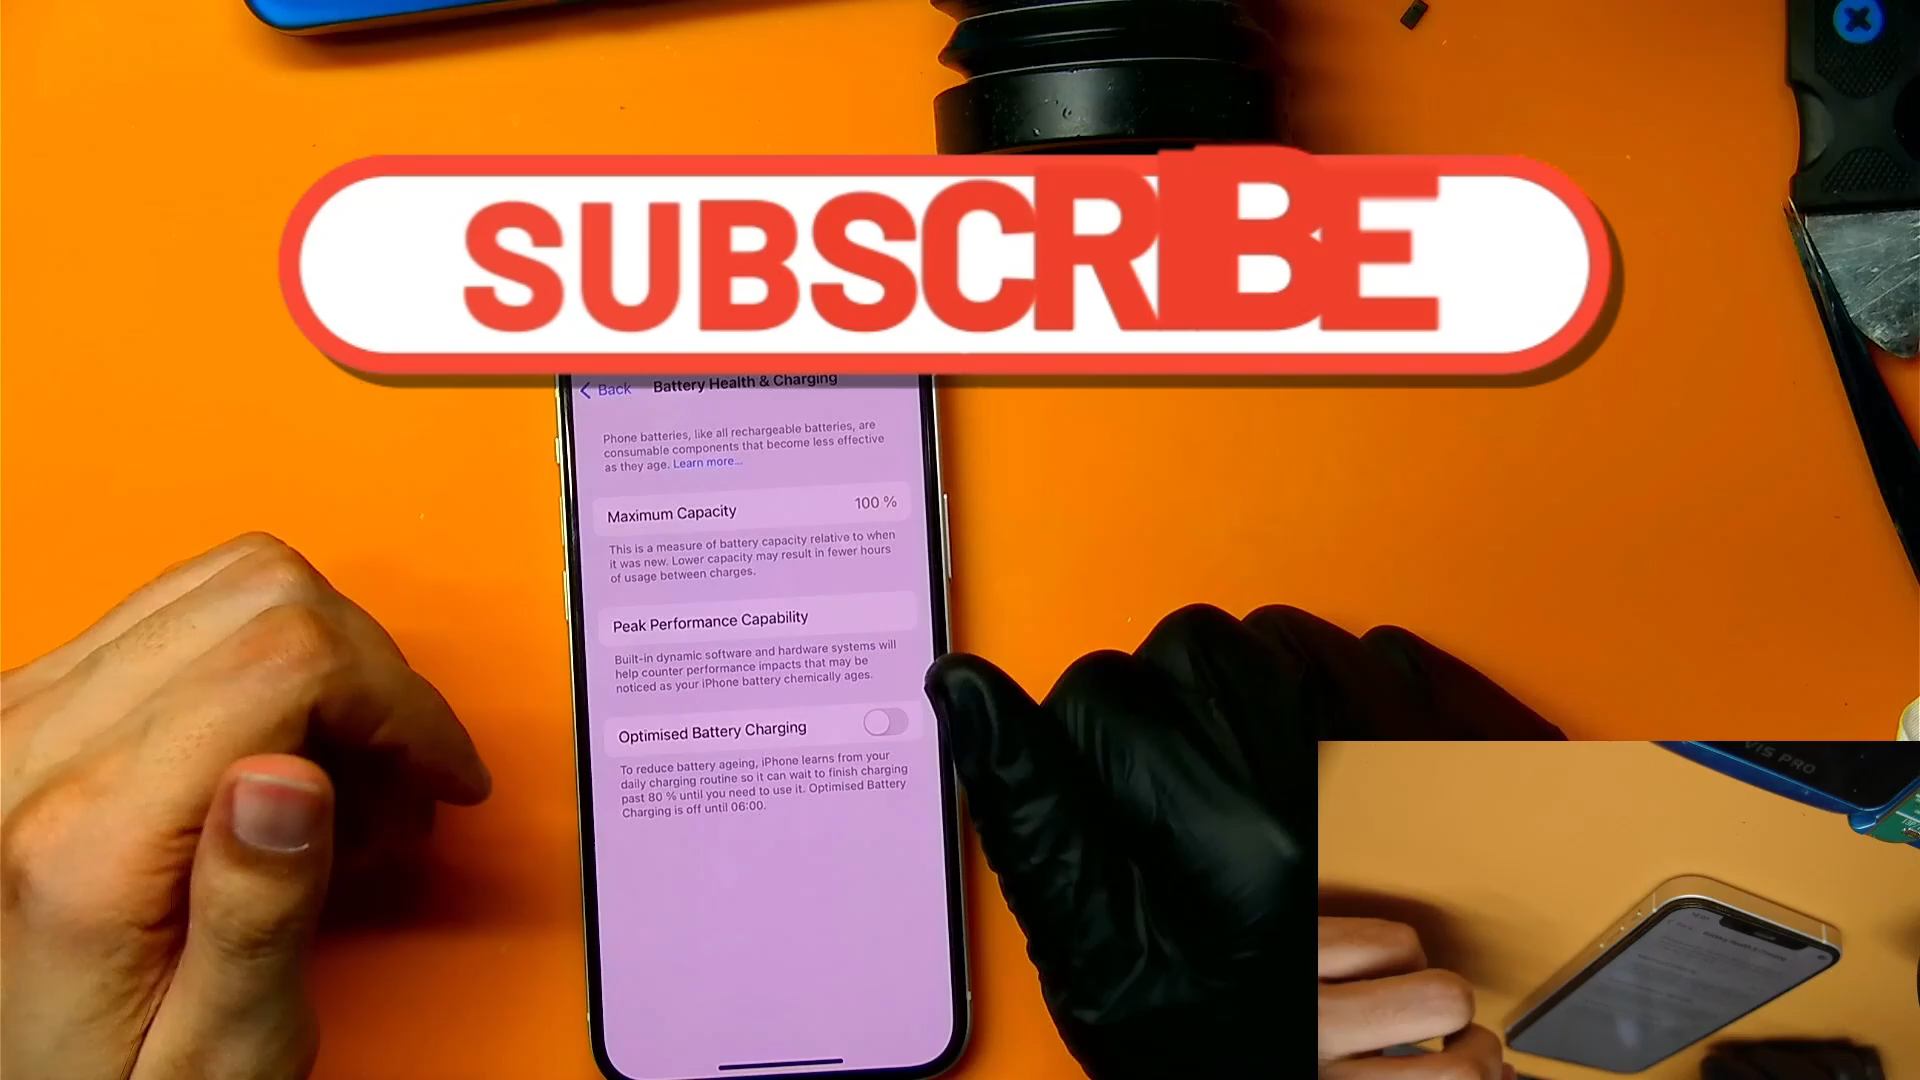 SUBSCRIBE
Back
Battery Health & Charging
Phone batteries, like all rechargeable batteries, are
consumable components that become less effective
as they age. Learn more...
Maximum Capacity
100 %
This is a measure of battery capacity relative to when
it was new. Lower capacity may result in fewer hours
of usage between charges.
Peak Performance Capability
Built-in dynamic software and hardware systems will
help counter performance impacts that may be
noticed as your iPhone battery chemically ages.
Optimised Battery Charging
To reduce battery ageing, iPhone learns from your
daily charging routine so it can wait to finish charging
past 80 % until you need to use it. Optimised Battery
Charging is off until 06:00.
VIS PRO
Battery Health & Charging